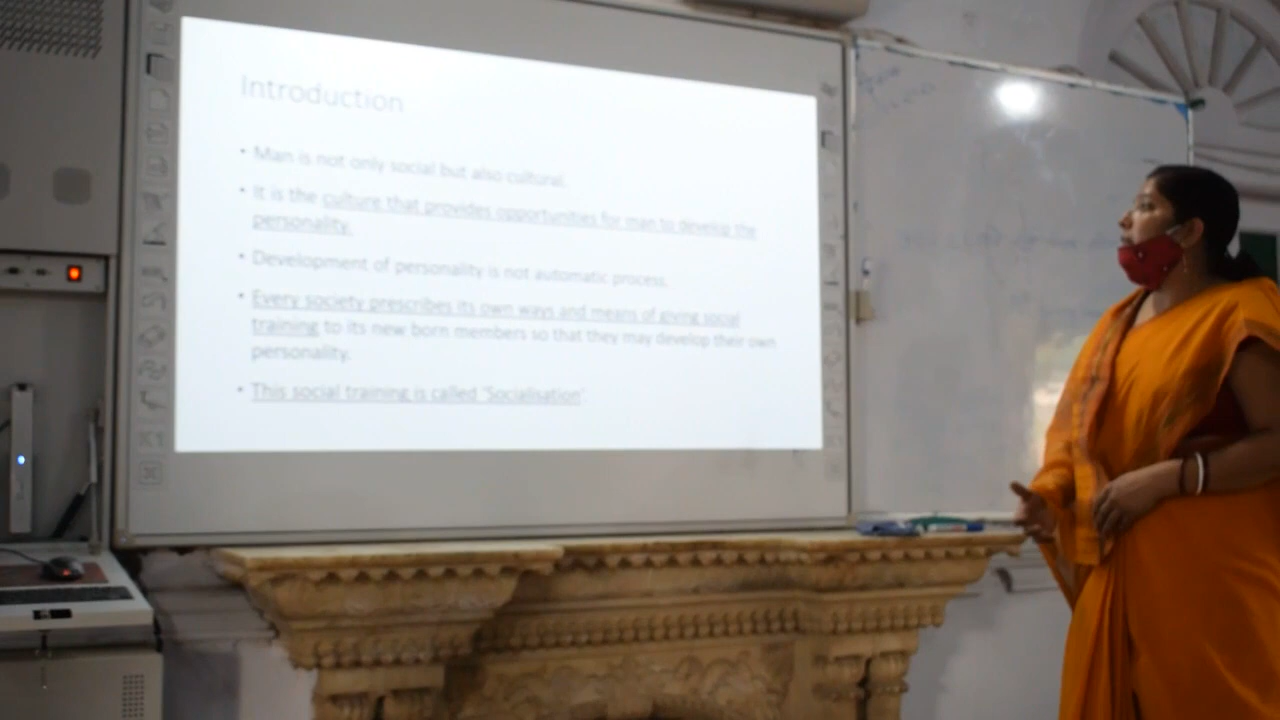 Introduction
• Man is not only social but also cultural.
• It is the culture that provides opportunities for man to develop the
personality.
• Development of personality is not automatic process.
• Every society prescribes its own ways and means of giving social
training to its new born members so that they may develop their own
personality.
• This social training is called 'Socialisation'